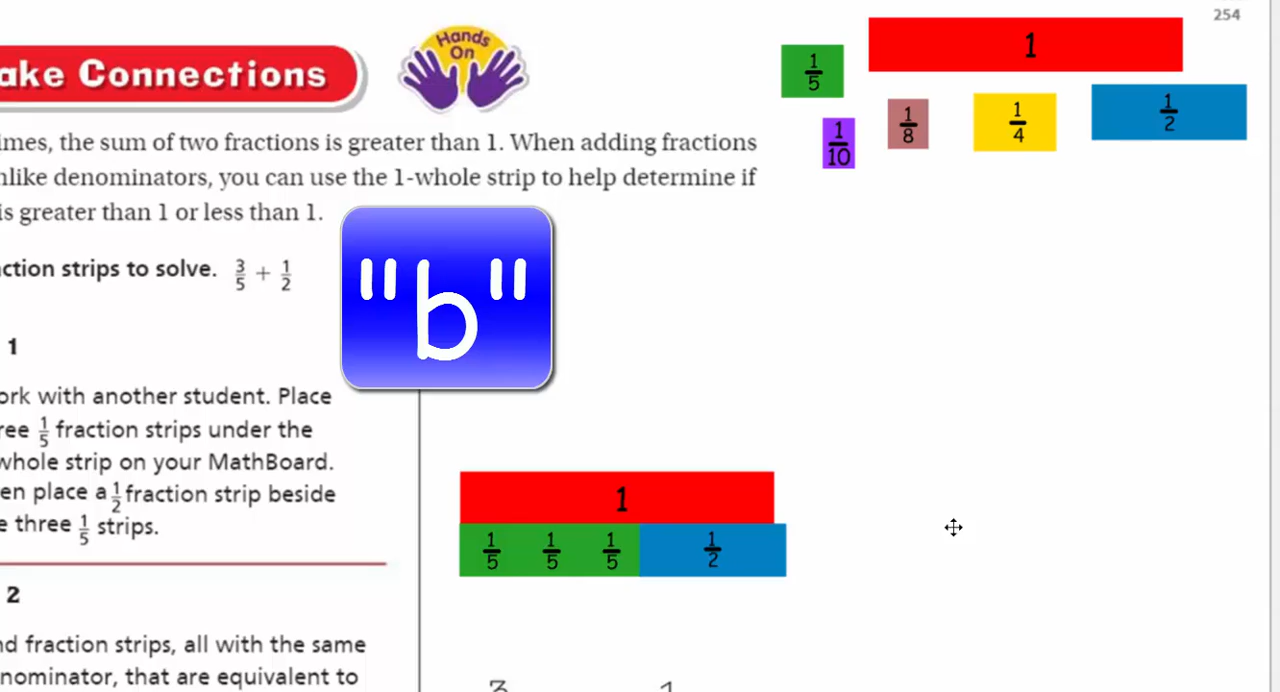 254
ake Connections
Hands
On
1
1/5
1/10
1/8
1/4
1/2
imes, the sum of two fractions is greater than 1. When adding fractions
nlike denominators, you can use the 1-whole strip to help determine if
is greater than 1 or less than 1.
ction strips to solve. 3/5 + 1/2
"b"
1
ork with another student. Place
ree 1/5 fraction strips under the
whole strip on your MathBoard.
en place a 1/2 fraction strip beside
e three 1/5 strips.
1
1/5 1/5 1/5 1/2
2
nd fraction strips, all with the same
nominator, that are equivalent to
3 1